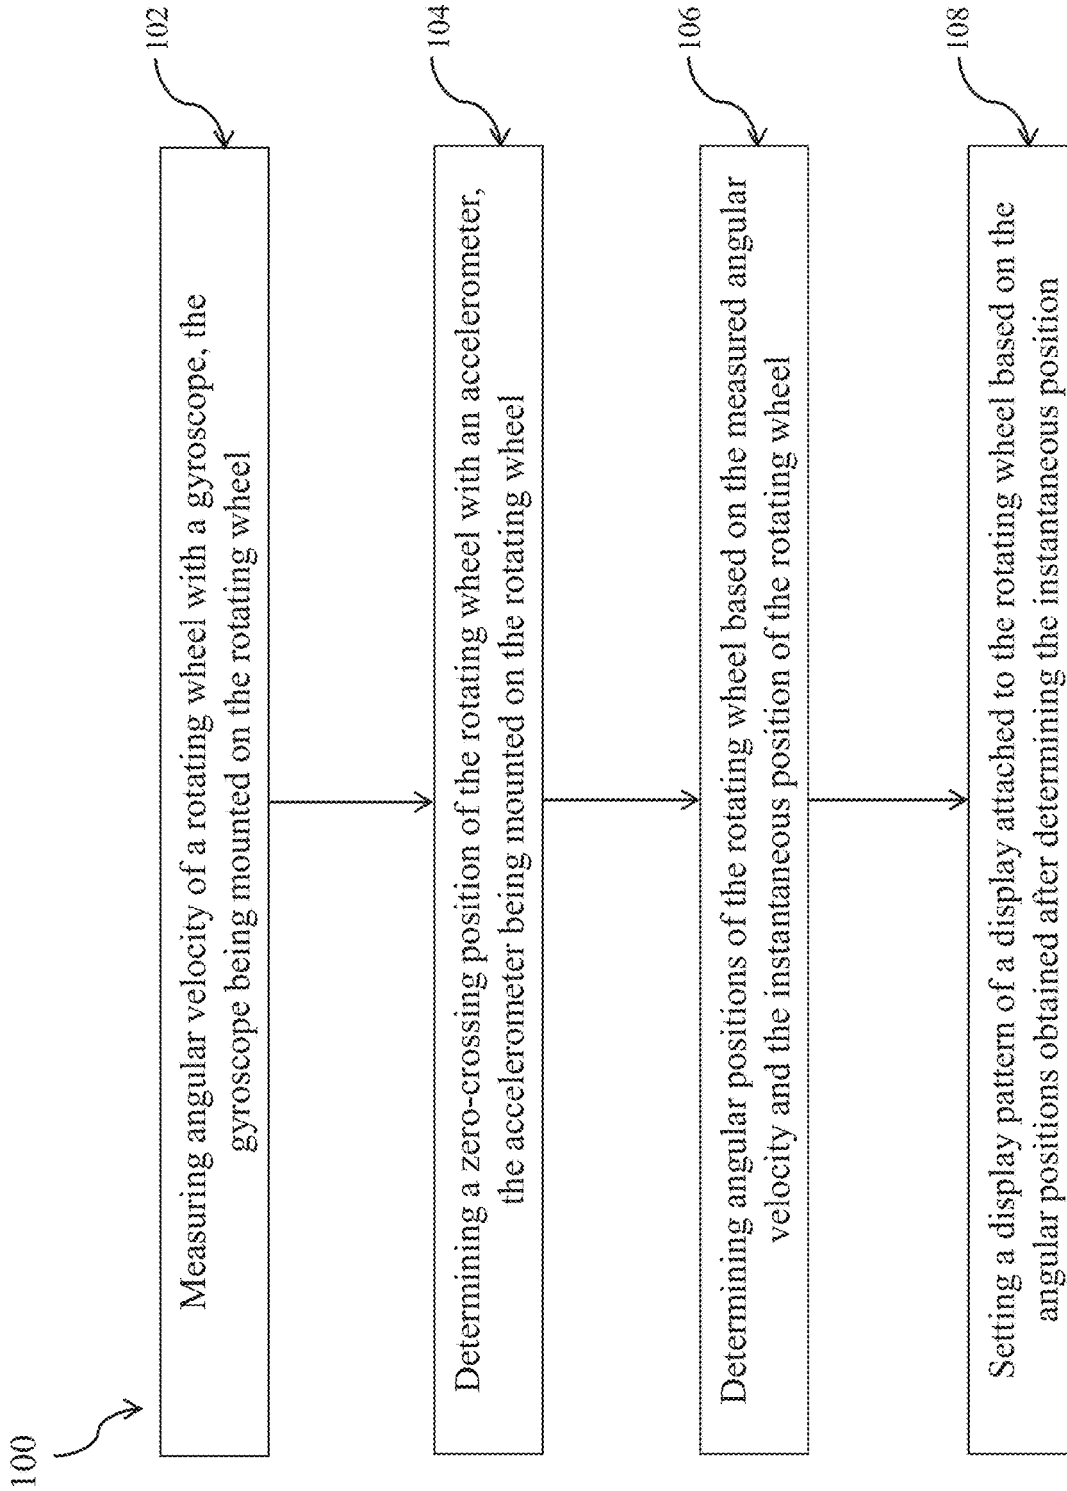 100
102
Measuring angular velocity of a rotating wheel with a gyroscope, the
gyroscope being mounted on the rotating wheel
104
Determining a zero-crossing position of the rotating wheel with an accelerometer,
the accelerometer being mounted on the rotating wheel
106
Determining angular positions of the rotating wheel based on the measured angular
velocity and the instantaneous position of the rotating wheel
108
Setting a display pattern of a display attached to the rotating wheel based on the
angular positions obtained after determining the instantaneous position